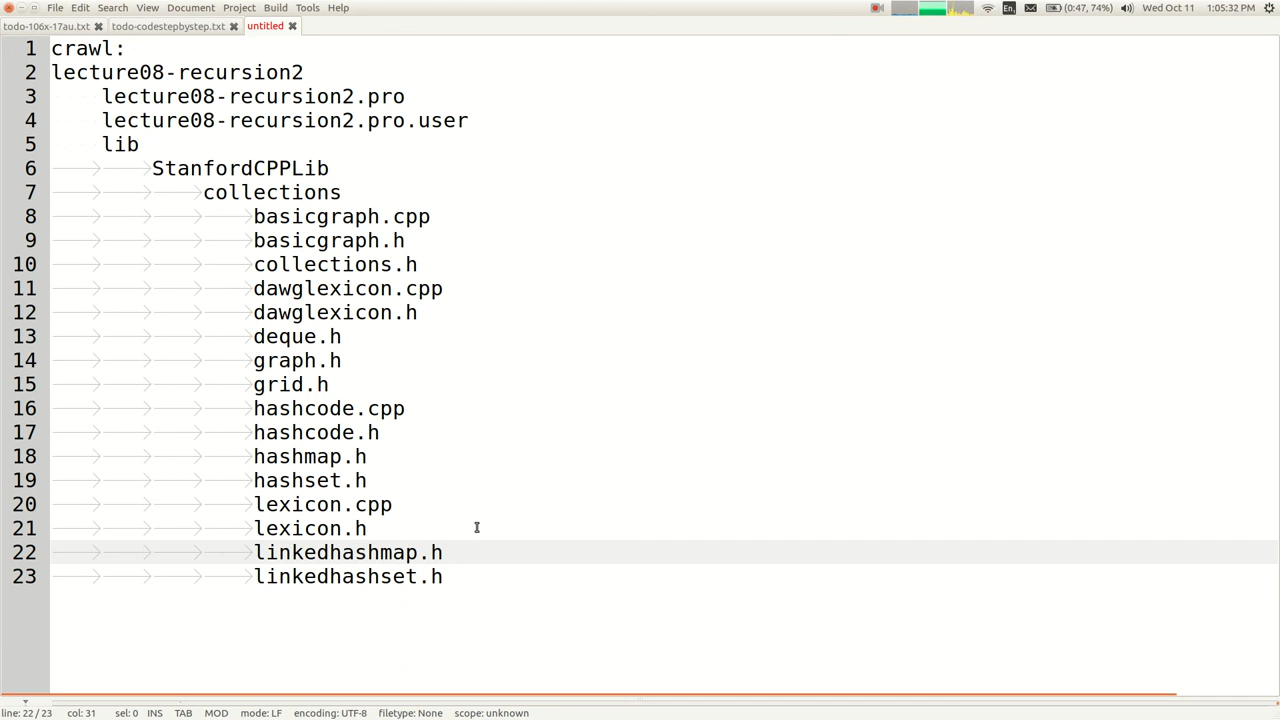 File Edit Search View Document Project Build Tools Help En, (0:47, 74%) Wed Oct 11 1:05:32 PM
todo-106x-17au.txt todo-codestepbystep.txt untitled
1 crawl:
2 lecture08-recursion2
3 lecture08-recursion2.pro
4 lecture08-recursion2.pro.user
5 lib
6 StanfordCPPLib
7 collections
8 basicgraph.cpp
9 basicgraph.h
10 collections.h
11 dawglexicon.cpp
12 dawglexicon.h
13 deque.h
14 graph.h
15 grid.h
16 hashcode.cpp
17 hashcode.h
18 hashmap.h
19 hashset.h
20 lexicon.cpp
21 lexicon.h
22 linkedhashmap.h
23 linkedhashset.h
line: 22 / 23 col: 31 sel: 0 INS TAB MOD mode: LF encoding: UTF-8 filetype: None scope: unknown